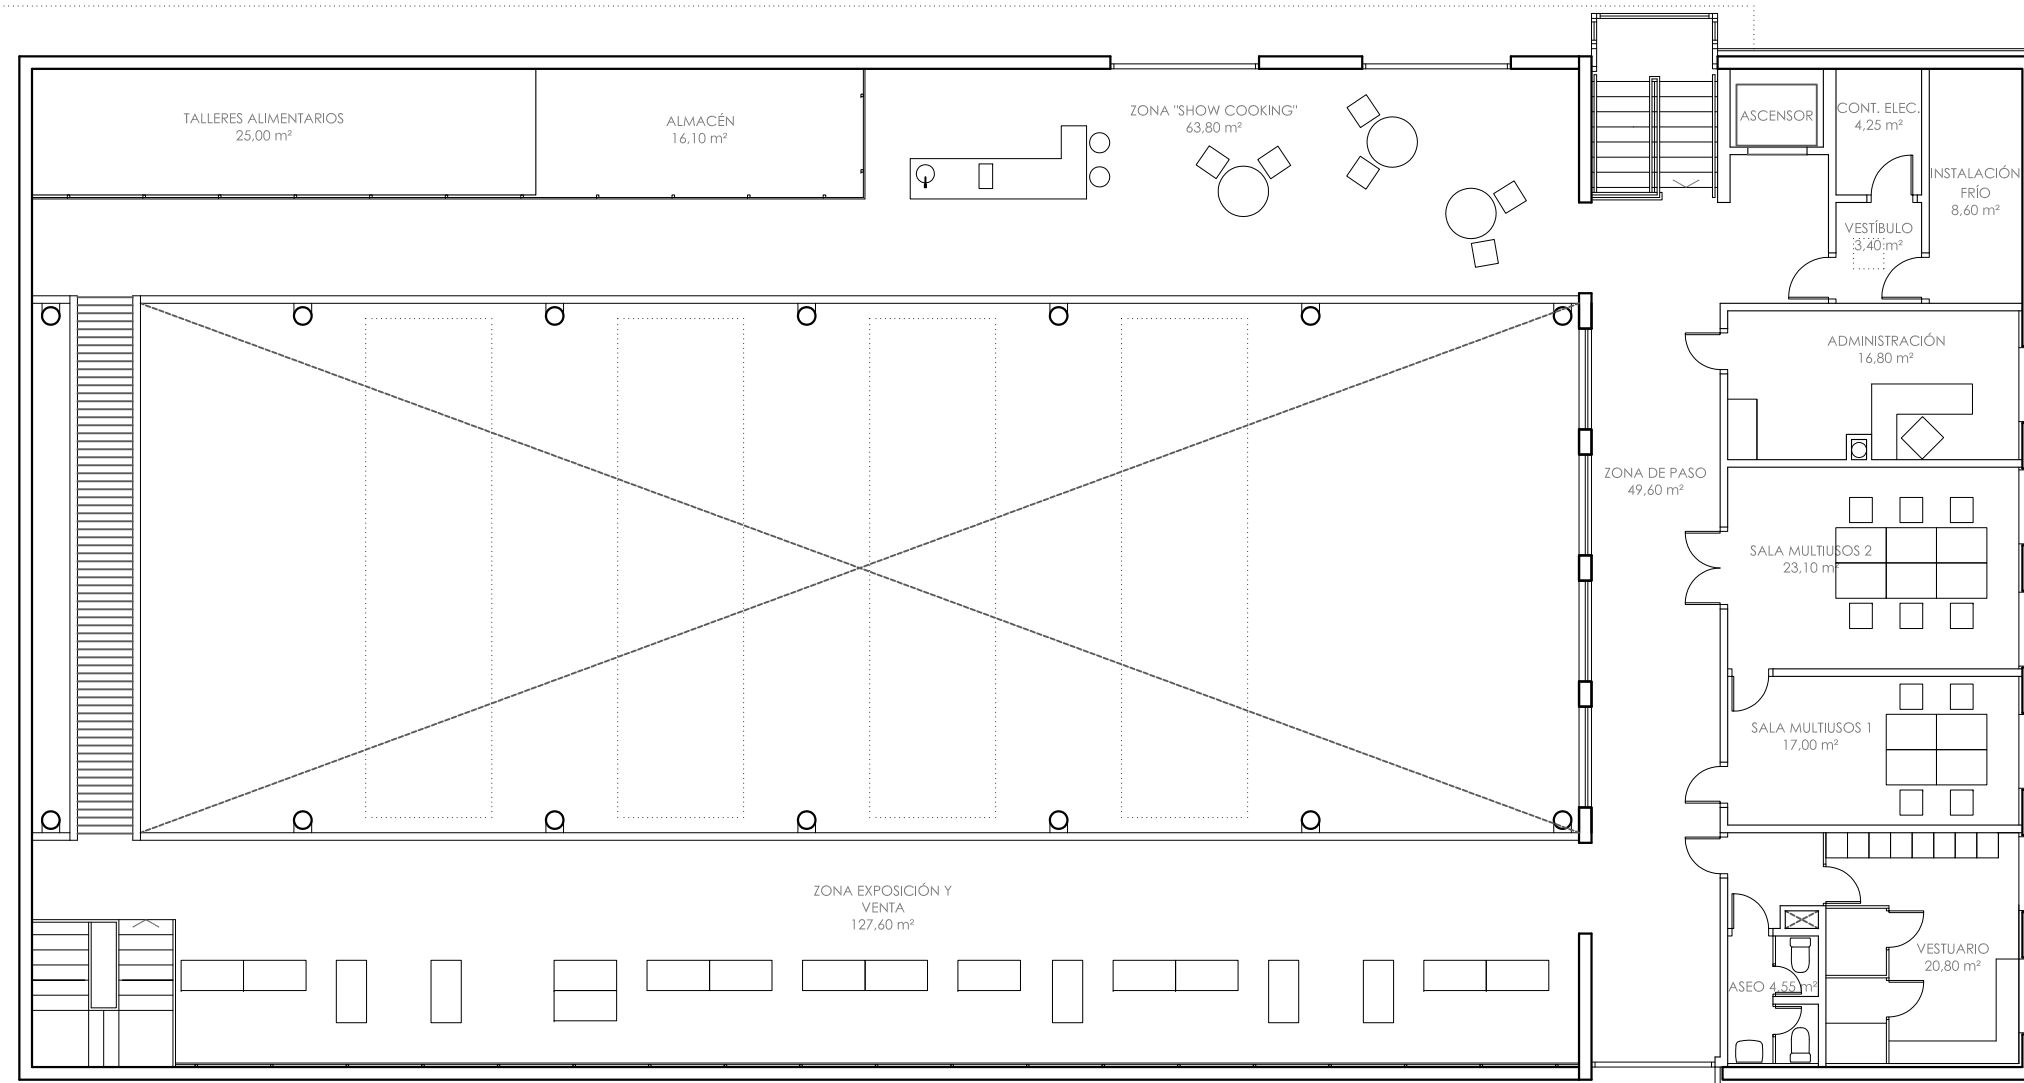 TALLERES ALIMENTARIOS
25,00 m²
ALMACÉN
16,10 m²
ZONA "SHOW COOKING"
63,80 m²
ASCENSOR
CONT. ELEC.
4,25 m²
INSTALACIÓN
FRÍO
8,60 m²
VESTÍBULO
3,40 m²
ADMINISTRACIÓN
16,80 m²
ZONA DE PASO
49,60 m²
SALA MULTIUSOS 2
23,10 m²
SALA MULTIUSOS 1
17,00 m²
ZONA EXPOSICIÓN Y
VENTA
127,60 m²
VESTUARIO
20,80 m²
ASEO 4,55 m²